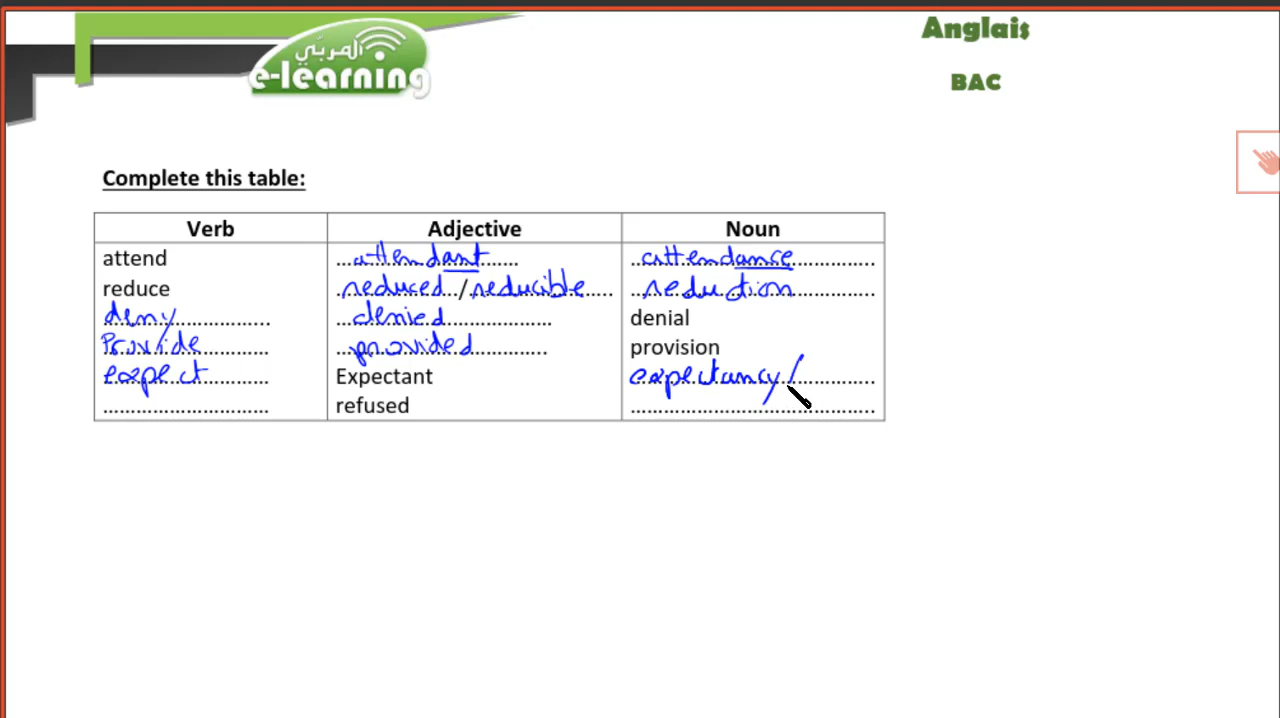 العربي
e-learning
Anglais
BAC
Complete this table:
Verb Adjective Noun
attend ...attendant...... ..attendance..............
reduce reduced../reducible.... ..reduction..............
deny................... ...denied................... denial
Provide............ ...provided............. provision
expect............ Expectant expectancy/..............
............................. refused ...........................................